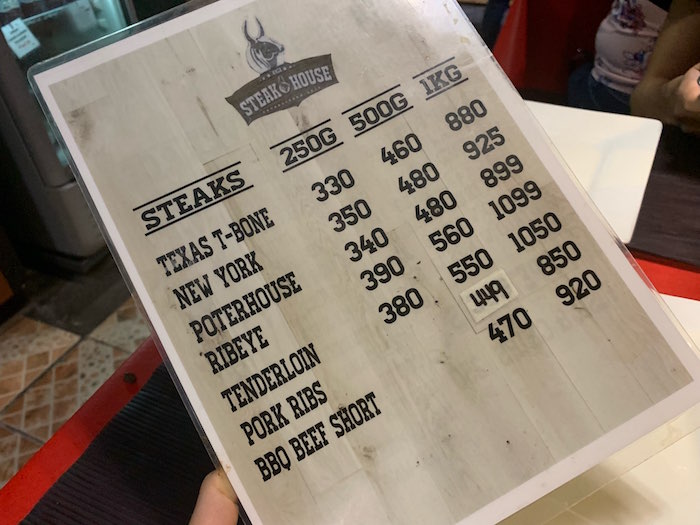 STEAK HOUSE
STEAKS 250G 500G 1KG
TEXAS T-BONE 330 460 880
NEW YORK 350 480 925
POTERHOUSE 340 480 899
RIBEYE 390 560 1099
TENDERLOIN 380 550 1050
PORK RIBS 449 850
BBQ BEEF SHORT 470 920